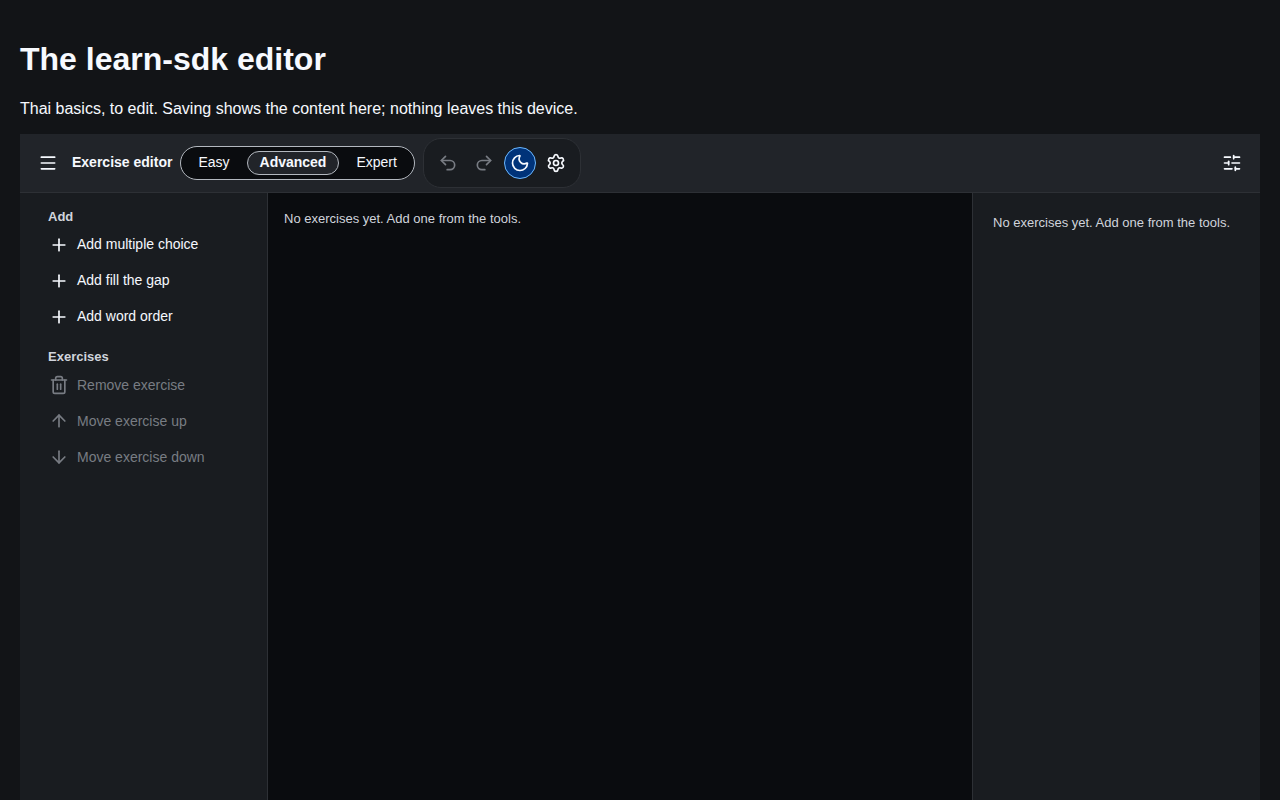 The learn-sdk editor
Thai basics, to edit. Saving shows the content here; nothing leaves this device.
Exercise editor
Easy
Advanced
Expert
Add
Add multiple choice
Add fill the gap
Add word order
Exercises
Remove exercise
Move exercise up
Move exercise down
No exercises yet. Add one from the tools.
No exercises yet. Add one from the tools.